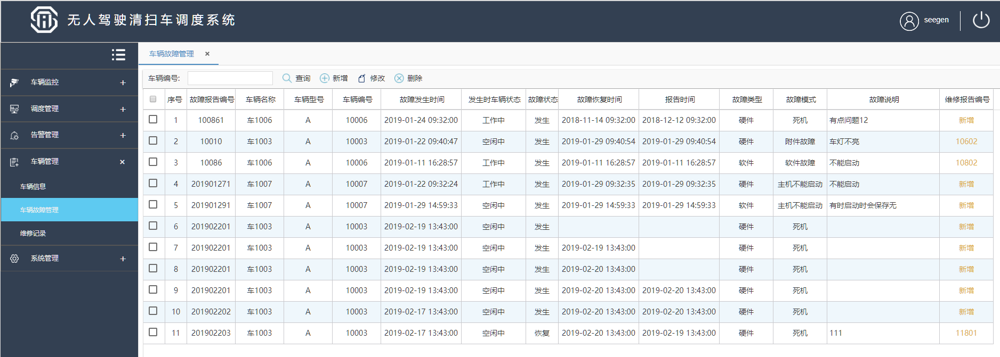 无人驾驶清扫车调度系统
seegen
车辆监控 +
调度管理 +
告警管理 +
车辆管理 ×
车辆信息
车辆故障管理
维修记录
系统管理 +
车辆故障管理 ×
车辆编号: 查询 新增 修改 删除
序号 故障报告编号 车辆名称 车辆型号 车辆编号 故障发生时间 发生时车辆状态 故障状态 故障恢复时间 报告时间 故障类型 故障模式 故障说明 维修报告编号
1 100861 车1006 A 10006 2019-01-24 09:32:00 工作中 发生 2018-11-14 09:32:00 2018-12-12 09:32:00 硬件 死机 有点问题12 新增
2 10010 车1003 A 10003 2019-01-22 09:40:47 空闲中 发生 2019-01-29 09:40:54 2019-01-29 09:40:54 硬件 附件故障 车灯不亮 10602
3 10086 车1006 A 10006 2019-01-11 16:28:57 工作中 发生 2019-01-11 16:28:57 2019-01-11 16:28:57 软件 软件故障 不能启动 10802
4 201901271 车1007 A 10007 2019-01-22 09:32:24 工作中 发生 2019-01-29 09:32:35 2019-01-29 09:32:35 硬件 主机不能启动 不能启动 新增
5 201901291 车1007 A 10007 2019-01-29 14:59:33 空闲中 发生 2019-01-29 14:59:33 2019-01-29 14:59:33 软件 主机不能启动 有时启动时会保存无 新增
6 201902201 车1003 A 10003 2019-02-19 13:43:00 空闲中 发生 硬件 死机 新增
7 201902201 车1003 A 10003 2019-02-19 13:43:00 空闲中 发生 2019-02-19 13:43:00 硬件 死机 新增
8 201902201 车1003 A 10003 2019-02-19 13:43:00 空闲中 发生 2019-02-20 13:43:00 硬件 死机 新增
9 201902201 车1003 A 10003 2019-02-19 13:43:00 空闲中 发生 2019-02-20 13:43:00 2019-02-20 13:43:00 硬件 死机 新增
10 201902202 车1003 A 10003 2019-02-17 13:43:00 空闲中 发生 2019-02-20 13:43:00 2019-02-20 13:43:00 硬件 死机 新增
11 201902203 车1003 A 10003 2019-02-17 13:43:00 空闲中 恢复 2019-02-20 13:43:00 2019-02-19 13:43:00 硬件 死机 111 11801